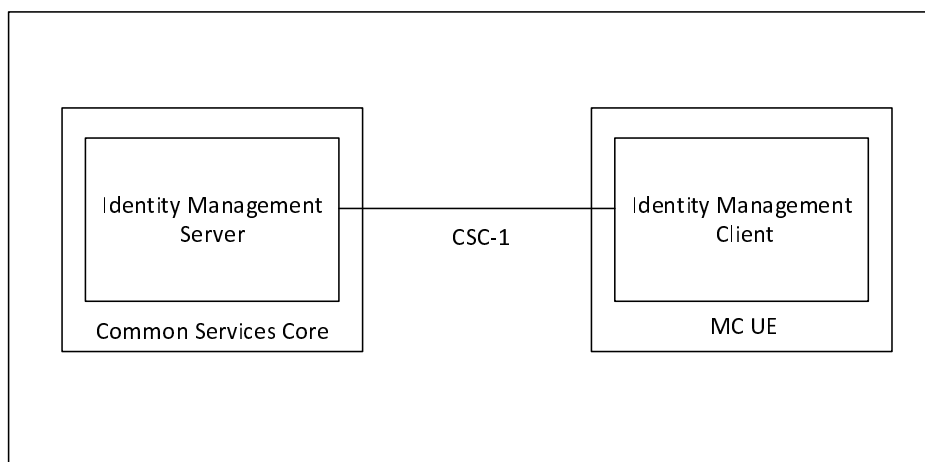 Identity Management
Server
Common Services Core
CSC-1
Identity Management
Client
MC UE